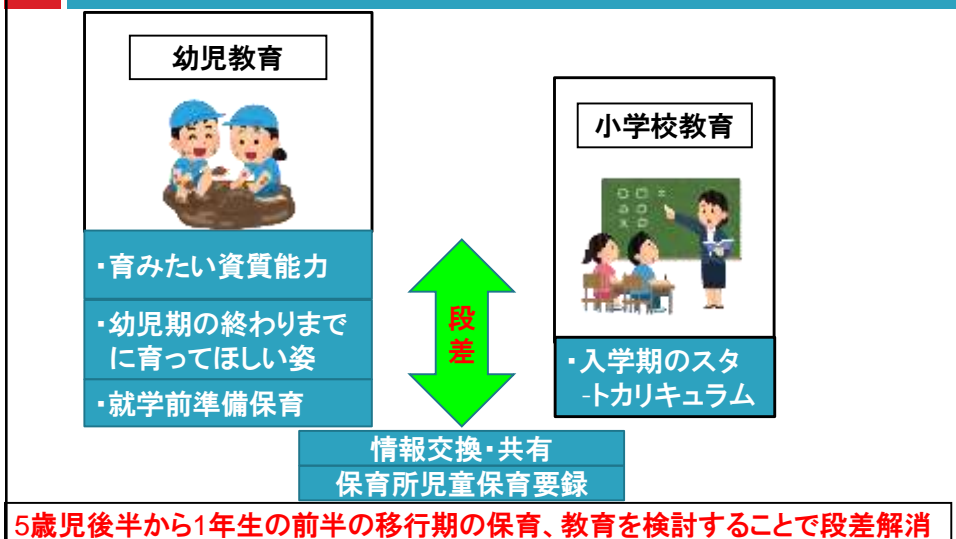 幼児教育
小学校教育
・育みたい資質能力
・幼児期の終わりまで
に育ってほしい姿
・就学前準備保育
段
差
・入学期のスタ
-トカリキュラム
情報交換・共有
保育所児童保育要録
5歳児後半から1年生の前半の移行期の保育、教育を検討することで段差解消